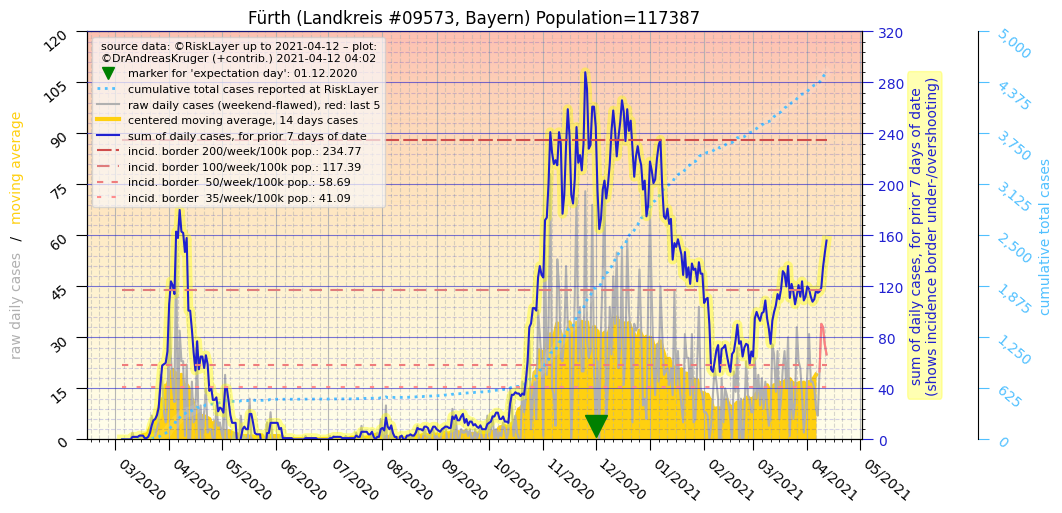 Fürth (Landkreis #09573, Bayern) Population=117387
source data: ©RiskLayer up to 2021-04-12 – plot:
©DrAndreasKruger (+contrib.) 2021-04-12 04:02
marker for 'expectation day': 01.12.2020
cumulative total cases reported at RiskLayer
raw daily cases (weekend-flawed), red: last 5
centered moving average, 14 days cases
sum of daily cases, for prior 7 days of date
incid. border 200/week/100k pop.: 234.77
incid. border 100/week/100k pop.: 117.39
incid. border  50/week/100k pop.: 58.69
incid. border  35/week/100k pop.: 41.09
raw daily cases / moving average
120
105
90
75
60
45
30
15
0
03/2020
04/2020
05/2020
06/2020
07/2020
08/2020
09/2020
10/2020
11/2020
12/2020
01/2021
02/2021
03/2021
04/2021
05/2021
320
280
240
200
160
120
80
40
0
sum of daily cases, for prior 7 days of date
(shows incidence border under-/overshooting)
5,000
4,375
3,750
3,125
2,500
1,875
1,250
625
0
cumulative total cases